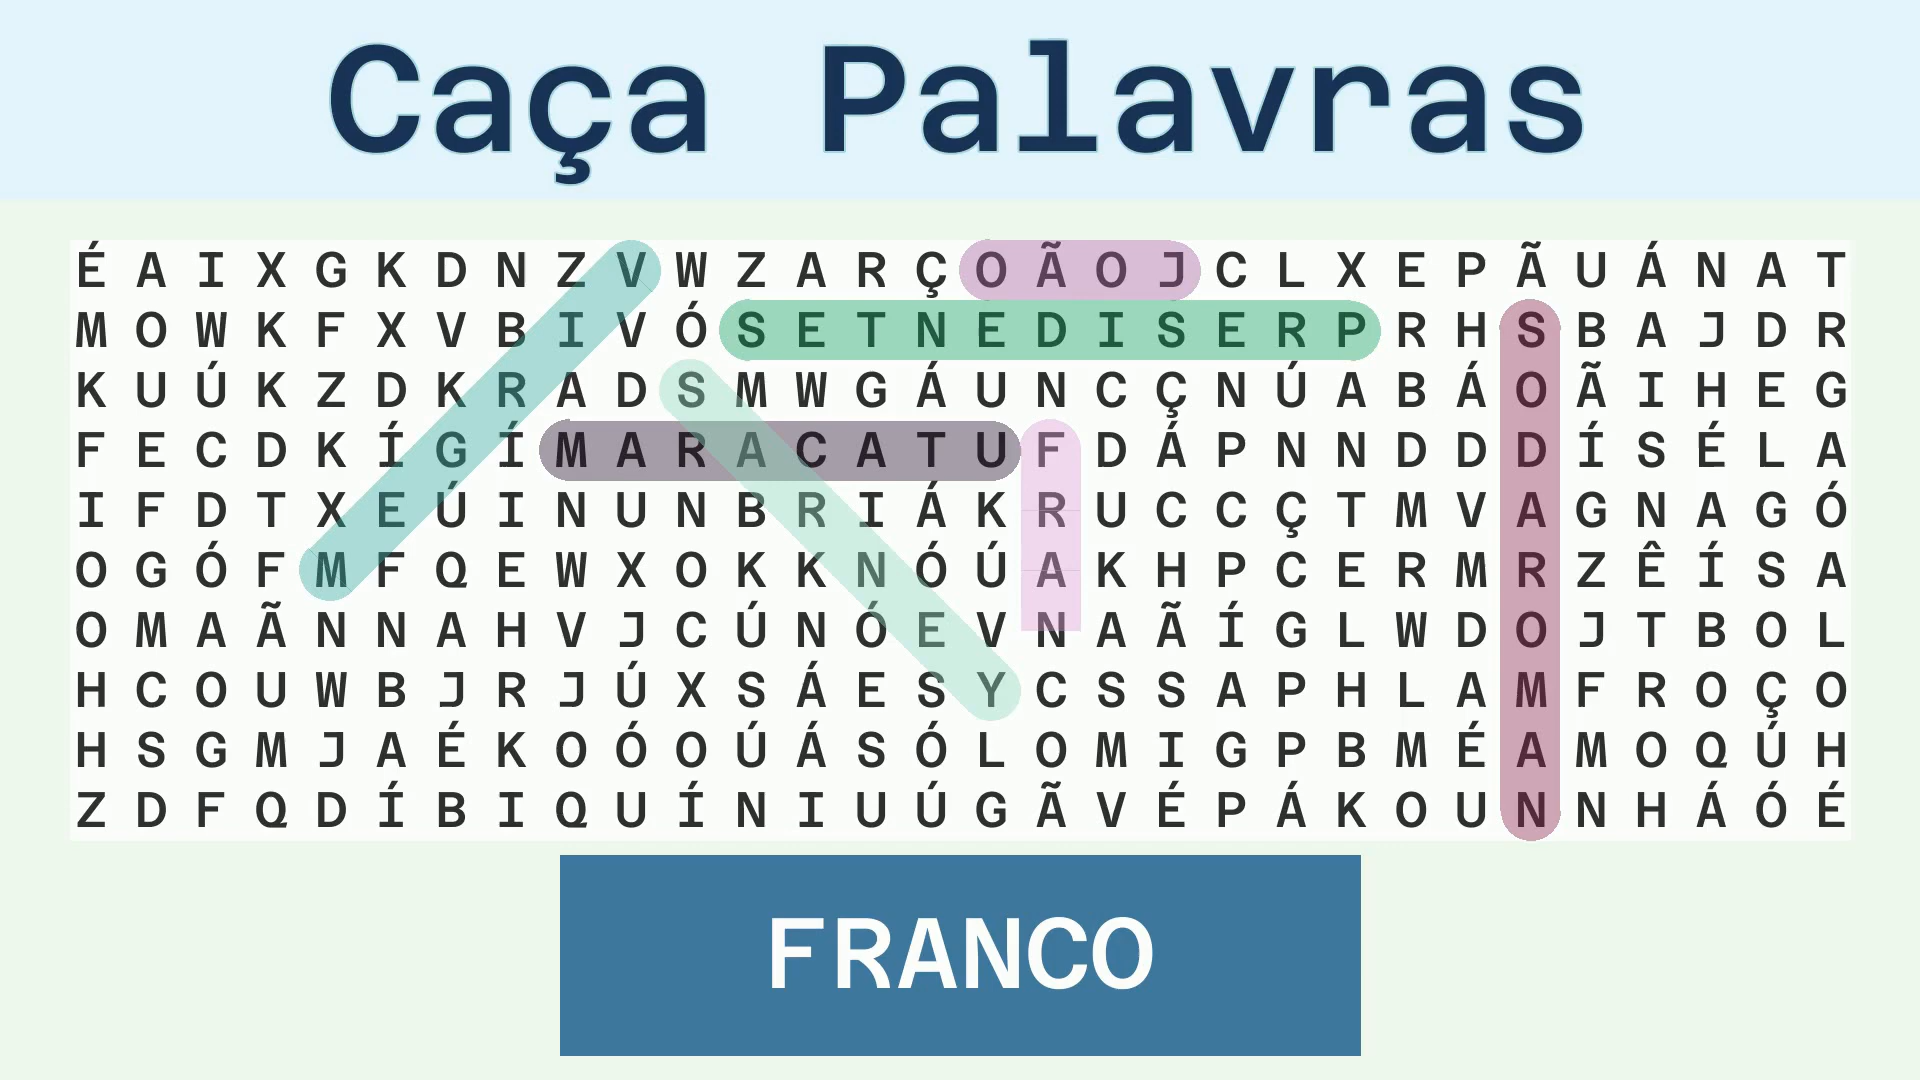 Caça Palavras
É A I X G K D N Z V W Z A R Ç O Ã O J C L X E P Ã U Á N A T
M O W K F X V B I V Ó S E T N E D I S E R P R H S B A J D R
K U Ú K Z D K R A D S M W G Á U N C Ç N Ú A B Á O Ã I H E G
F E C D K Í G Í M A R A C A T U F D Á P N N D D D Í S É L A
I F D T X E Ú I N U N B R I Á K R U C C Ç T M V A G N A G Ó
O G Ó F M F Q E W X O K K N Ó Ú A K H P C E R M R Z Ê Í S A
O M A Ã N N A H V J C Ú N Ó E V N A Ã Í G L W D O J T B O L
H C O U W B J R J Ú X S Á E S Y C S S A P H L A M F R O Ç O
H S G M J A É K O Ó O Ú Á S Ó L O M I G P B M É A M O Q Ú H
Z D F Q D Í B I Q U Í N I U Ú G Ã V É P Á K O U N N H Á Ó É
FRANCO